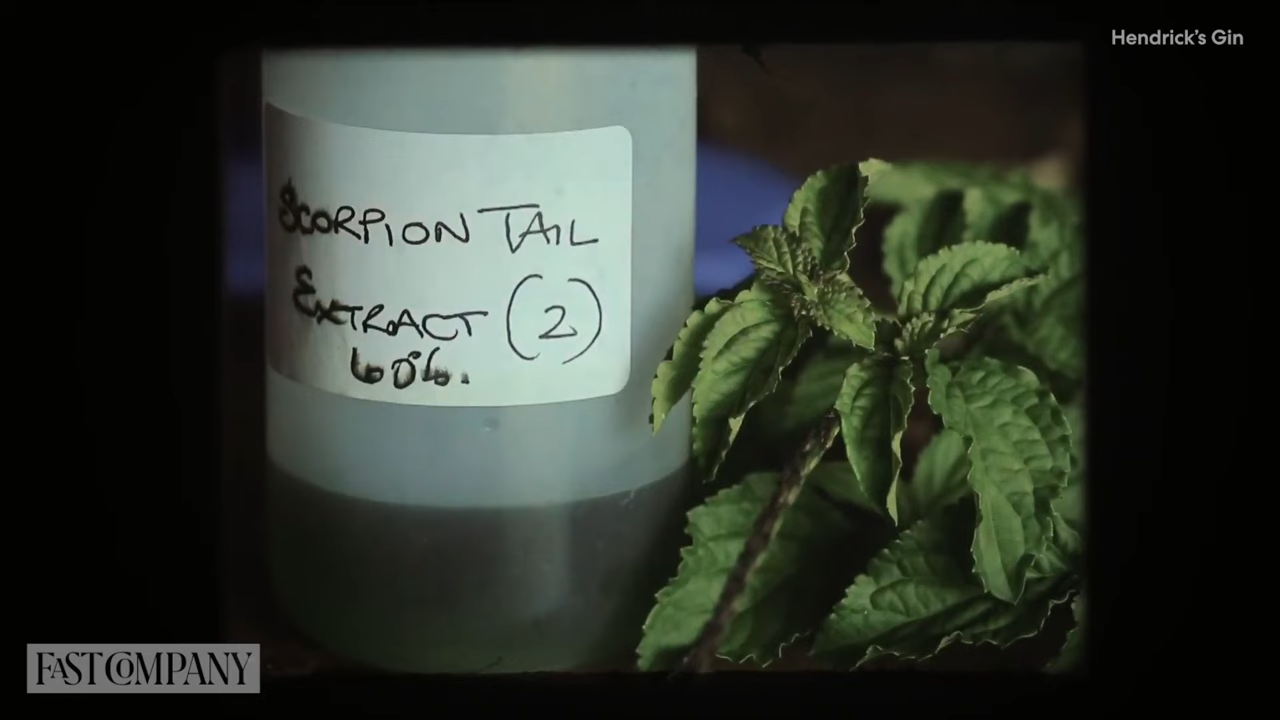 Hendrick's Gin
SCORPION TAIL
EXTRACT (2)
60%.
FAST COMPANY